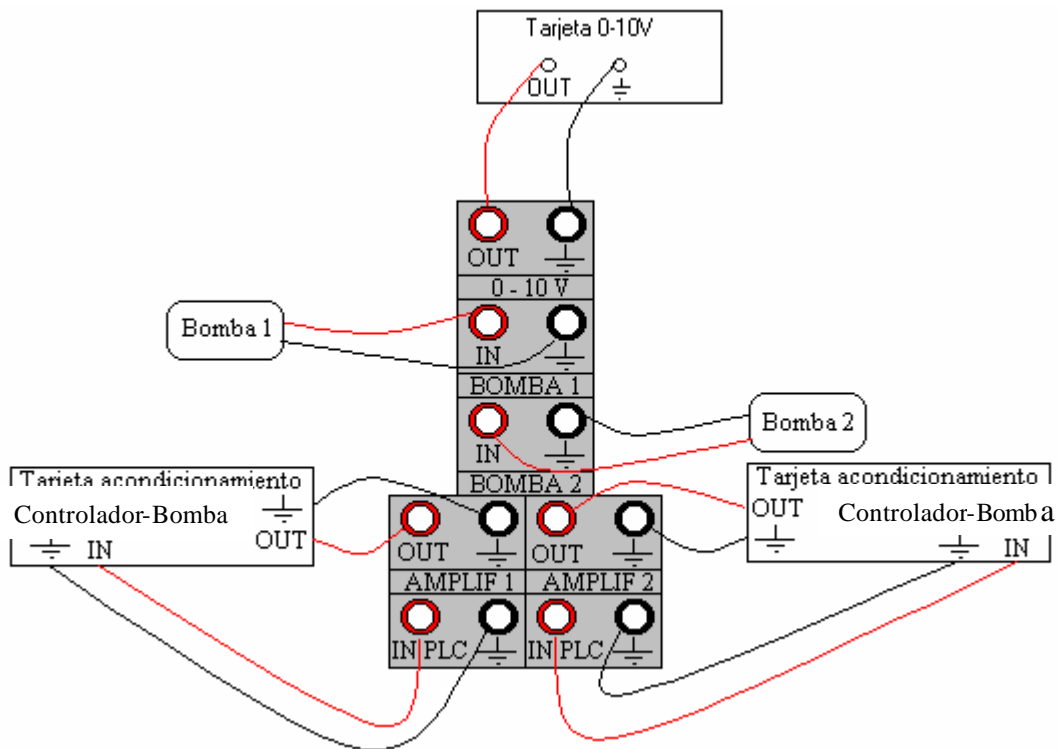 Tarjeta 0-10V
OUT
OUT
0 - 10 V
Bomba 1
IN
BOMBA 1
Bomba 2
IN
BOMBA 2
Tarjeta acondicionamiento
Controlador-Bomba
OUT
IN
Tarjeta acondicionamiento
OUT
Controlador-Bomba
IN
OUT
OUT
AMPLIF 1
AMPLIF 2
IN PLC
IN PLC